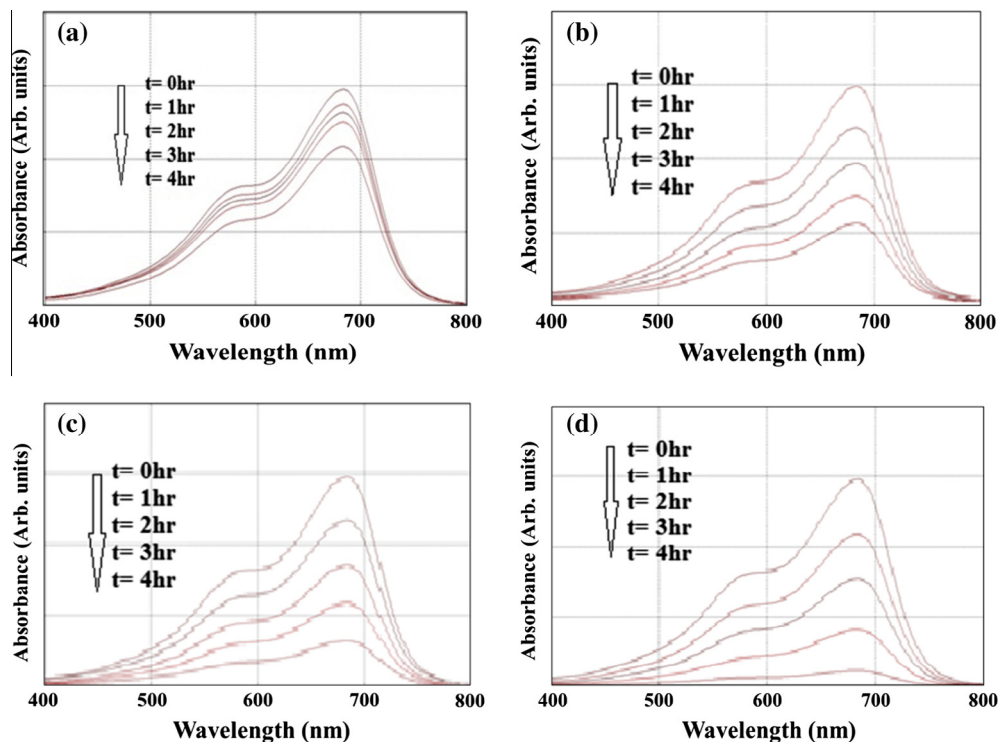 (a)
t= 0hr
t= 1hr
t= 2hr
t= 3hr
t= 4hr
Absorbance (Arb. units)
400 500 600 700 800
Wavelength (nm)
(b)
t= 0hr
t= 1hr
t= 2hr
t= 3hr
t= 4hr
Absorbance (Arb. units)
400 500 600 700 800
Wavelength (nm)
(c)
t= 0hr
t= 1hr
t= 2hr
t= 3hr
t= 4hr
Absorbance (Arb. units)
400 500 600 700 800
Wavelength (nm)
(d)
t= 0hr
t= 1hr
t= 2hr
t= 3hr
t= 4hr
Absorbance (Arb. units)
400 500 600 700 800
Wavelength (nm)